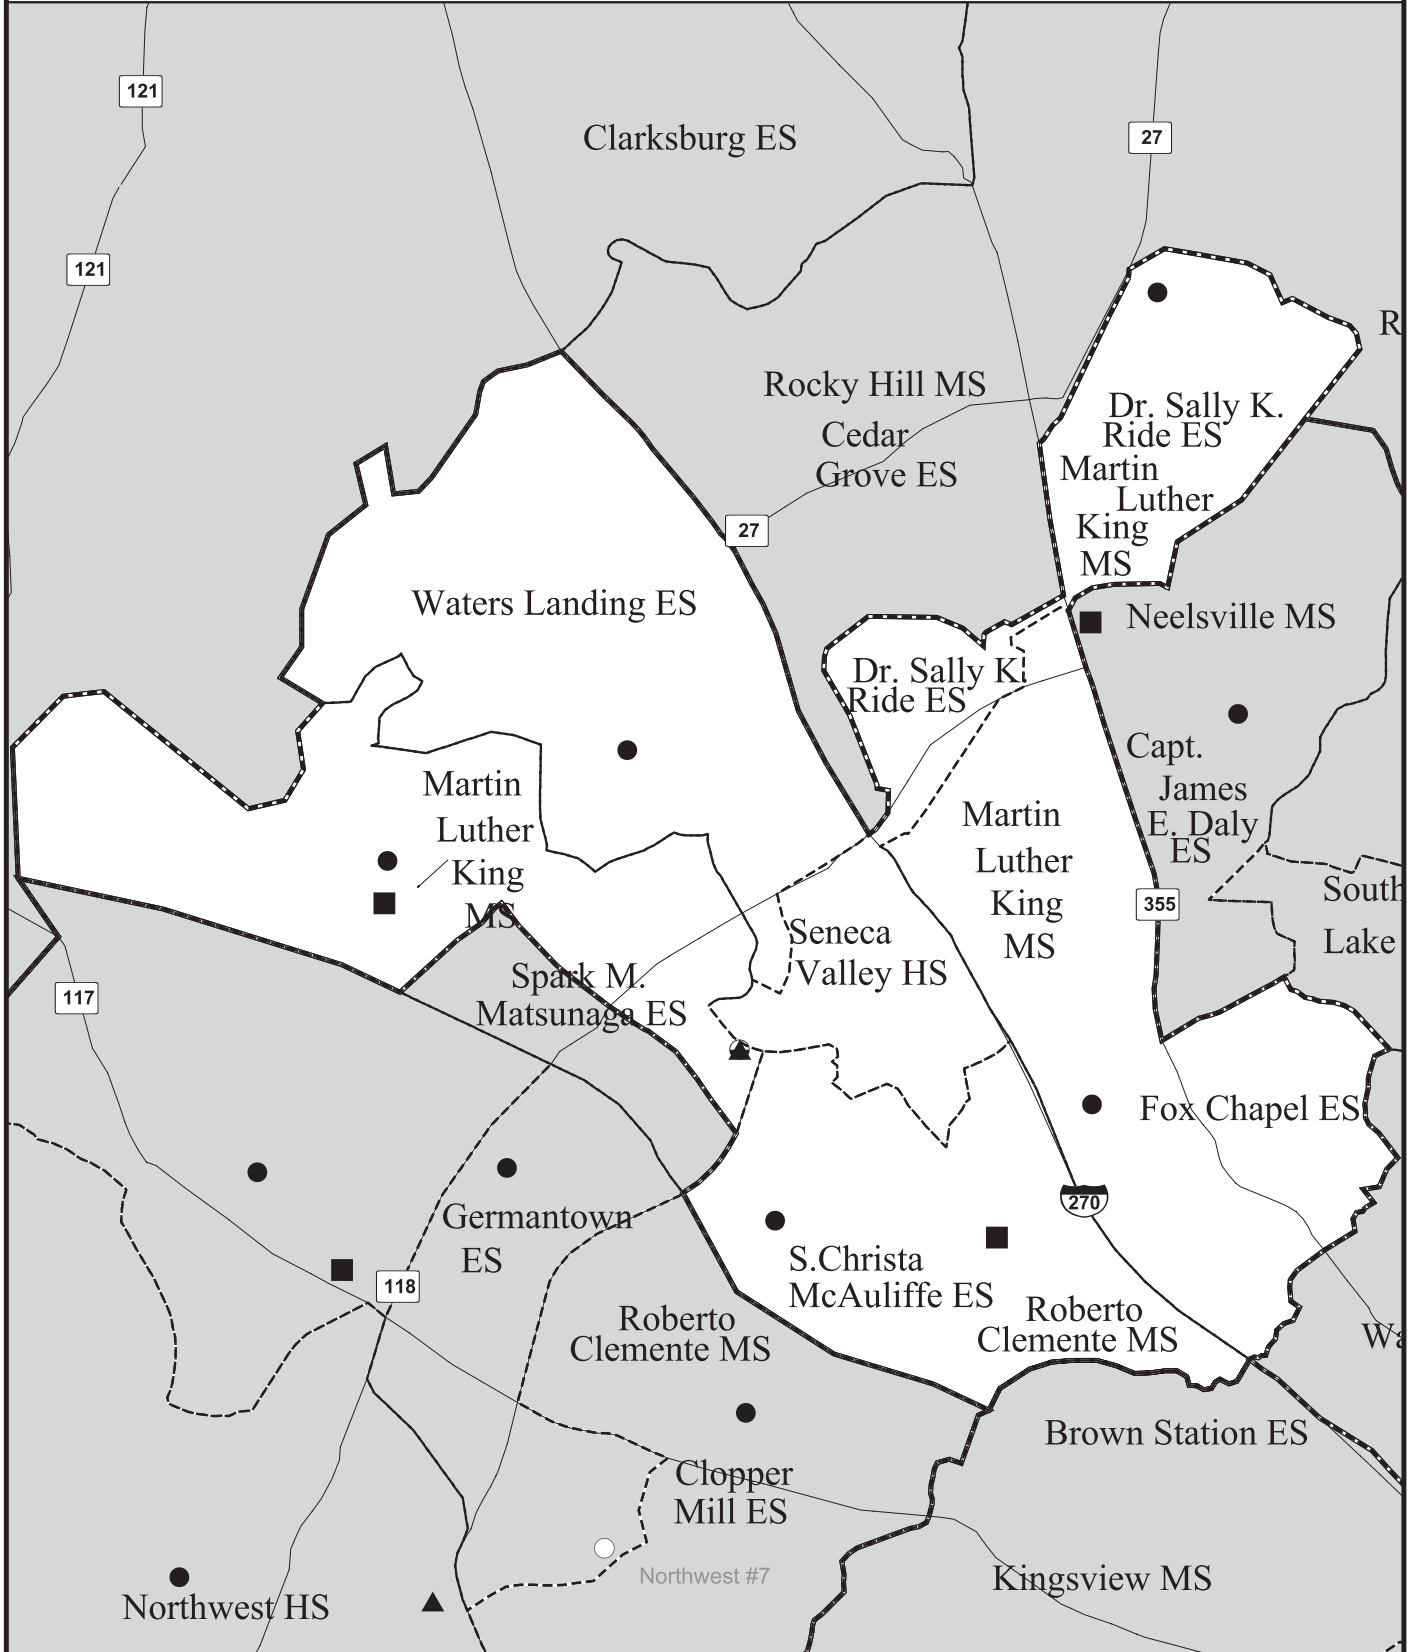 121
27
Clarksburg ES
121
R
Rocky Hill MS
Cedar
Grove ES
27
Dr. Sally K.
Ride ES
Martin
Luther
King
MS
Waters Landing ES
Neelsville MS
Dr. Sally K.
Ride ES
Capt.
James
E. Daly
ES
Martin
Luther
King
MS
Martin
Luther
King
MS
355
South
Lake
Seneca
Valley HS
Spark M.
Matsunaga ES
117
Fox Chapel ES
270
Germantown
ES
118
S.Christa
McAuliffe ES
Roberto
Clemente MS
Roberto
Clemente MS
Wa
Brown Station ES
Clopper
Mill ES
Northwest #7
Kingsview MS
Northwest HS